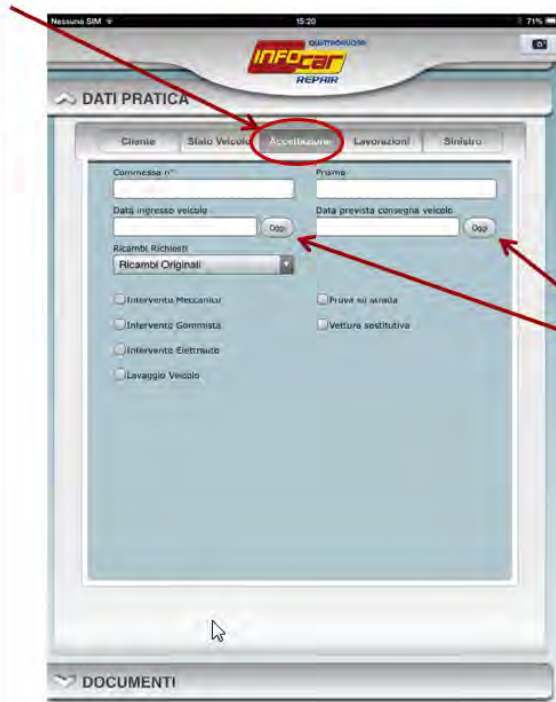 Nessuna SIM 15:20 71%
QUATTRORUOTE
INFOcar
REPAIR
DATI PRATICA
Cliente Stato Veicolo Accettazione Lavorazioni Sinistro
Commessa n° Prisma
Data ingresso veicolo Data prevista consegna veicolo
Oggi Oggi
Ricambi Richiesti
Ricambi Originali
Intervento Meccanico Prova su strada
Intervento Gommista Vettura sostitutiva
Intervento Elettrauto
Lavaggio Veicolo
DOCUMENTI